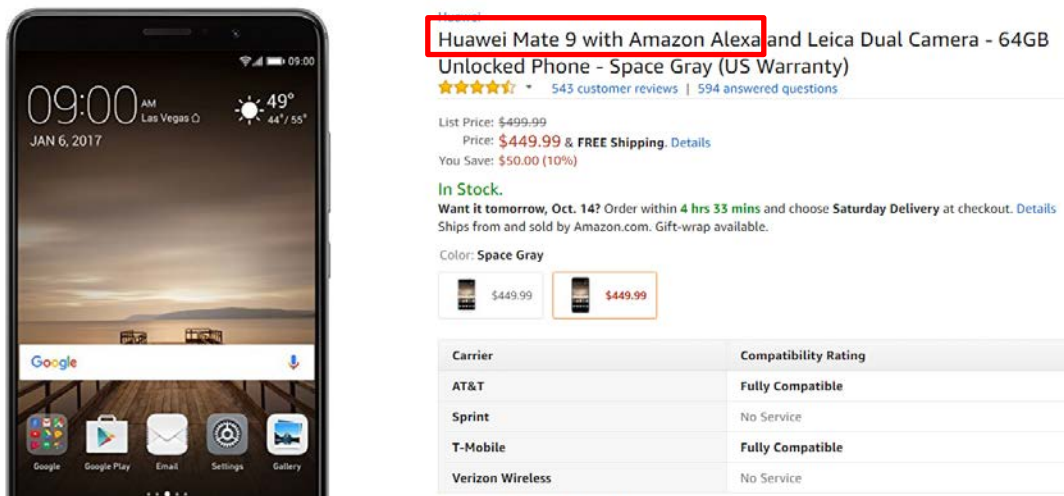 09:00
09:00 AM
Las Vegas
49°
44°/ 55°
JAN 6, 2017
Google
Google
Google Play
Email
Settings
Gallery
Huawei Mate 9 with Amazon Alexa and Leica Dual Camera - 64GB
Unlocked Phone - Space Gray (US Warranty)
543 customer reviews | 594 answered questions
List Price: $499.99
Price: $449.99 & FREE Shipping. Details
You Save: $50.00 (10%)
In Stock.
Want it tomorrow, Oct. 14? Order within 4 hrs 33 mins and choose Saturday Delivery at checkout. Details
Ships from and sold by Amazon.com. Gift-wrap available.
Color: Space Gray
$449.99
$449.99
Carrier Compatibility Rating
AT&T Fully Compatible
Sprint No Service
T-Mobile Fully Compatible
Verizon Wireless No Service